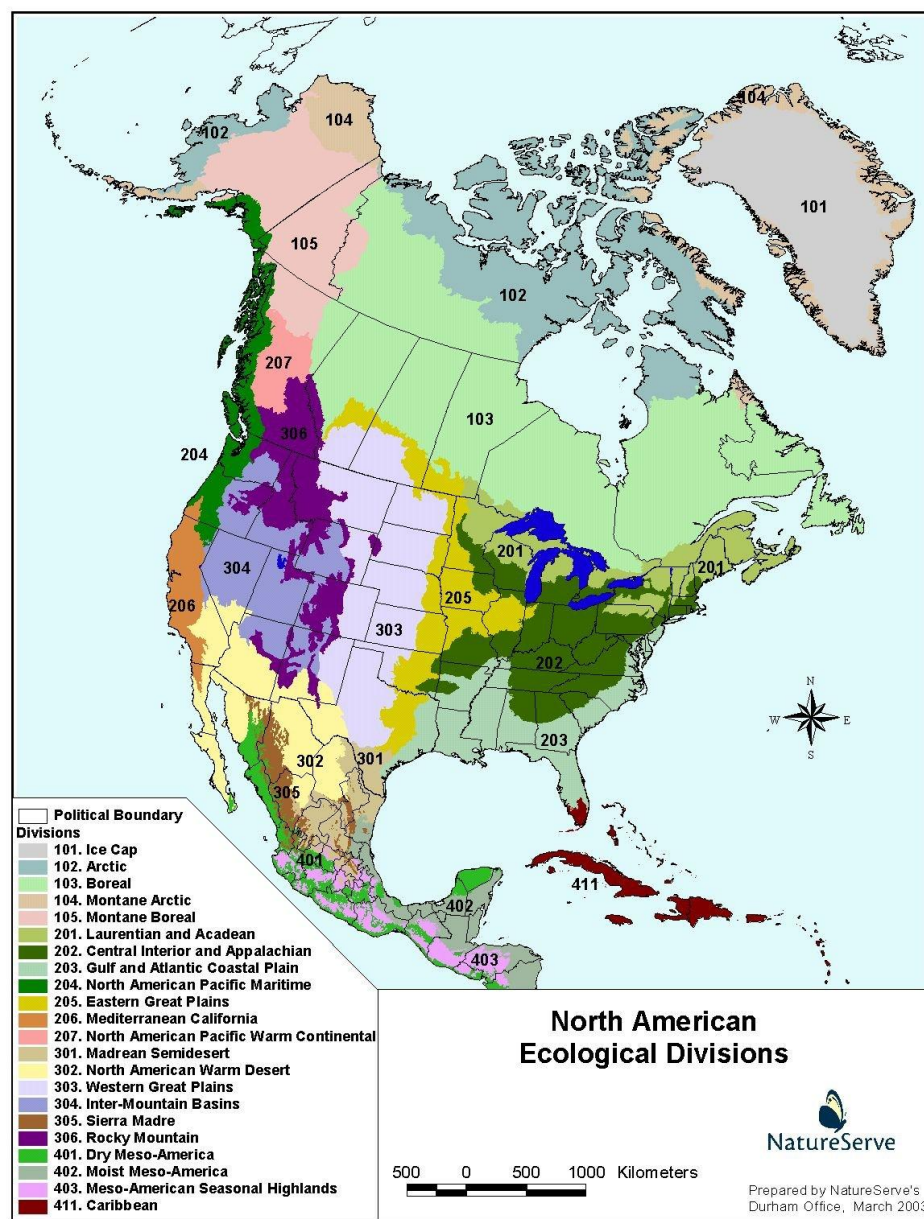 104
102
104
101
105
102
207
103
306
204
201
201
304
205
206
303
202
203
302
301
305
401
411
402
403
N
W E
S
Political Boundary
Divisions
101. Ice Cap
102. Arctic
103. Boreal
104. Montane Arctic
105. Montane Boreal
201. Laurentian and Acadean
202. Central Interior and Appalachian
203. Gulf and Atlantic Coastal Plain
204. North American Pacific Maritime
205. Eastern Great Plains
206. Mediterranean California
207. North American Pacific Warm Continental
301. Madrean Semidesert
302. North American Warm Desert
303. Western Great Plains
304. Inter-Mountain Basins
305. Sierra Madre
306. Rocky Mountain
401. Dry Meso-America
402. Moist Meso-America
403. Meso-American Seasonal Highlands
411. Caribbean
North American
Ecological Divisions
NatureServe
500 0 500 1000 Kilometers
Prepared by NatureServe's
Durham Office, March 2003